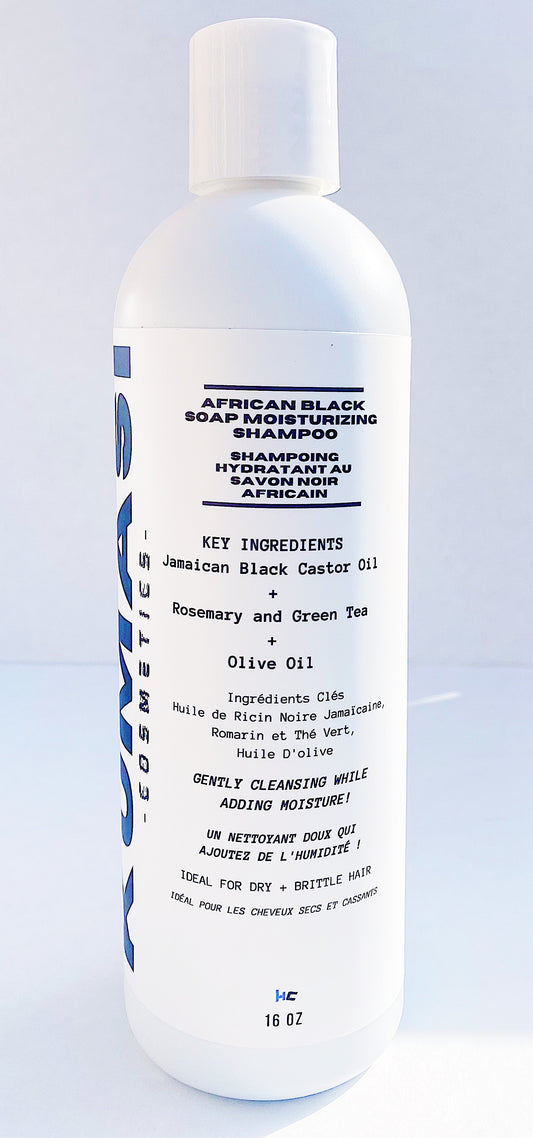 AFRICAN BLACK
SOAP MOISTURIZING
SHAMPOO
SHAMPOING
HYDRATANT AU
SAVON NOIR
AFRICAIN
KEY INGREDIENTS
Jamaican Black Castor Oil
+
Rosemary and Green Tea
+
Olive Oil
Ingrédients Clés
Huile de Ricin Noire Jamaïcaine,
Romarin et Thé Vert,
Huile D'olive
GENTLY CLEANSING WHILE
ADDING MOISTURE!
UN NETTOYANT DOUX QUI
AJOUTEZ DE L'HUMIDITÉ !
IDEAL FOR DRY + BRITTLE HAIR
IDÉAL POUR LES CHEVEUX SECS ET CASSANTS
HC
16 OZ
-COSMETICS-